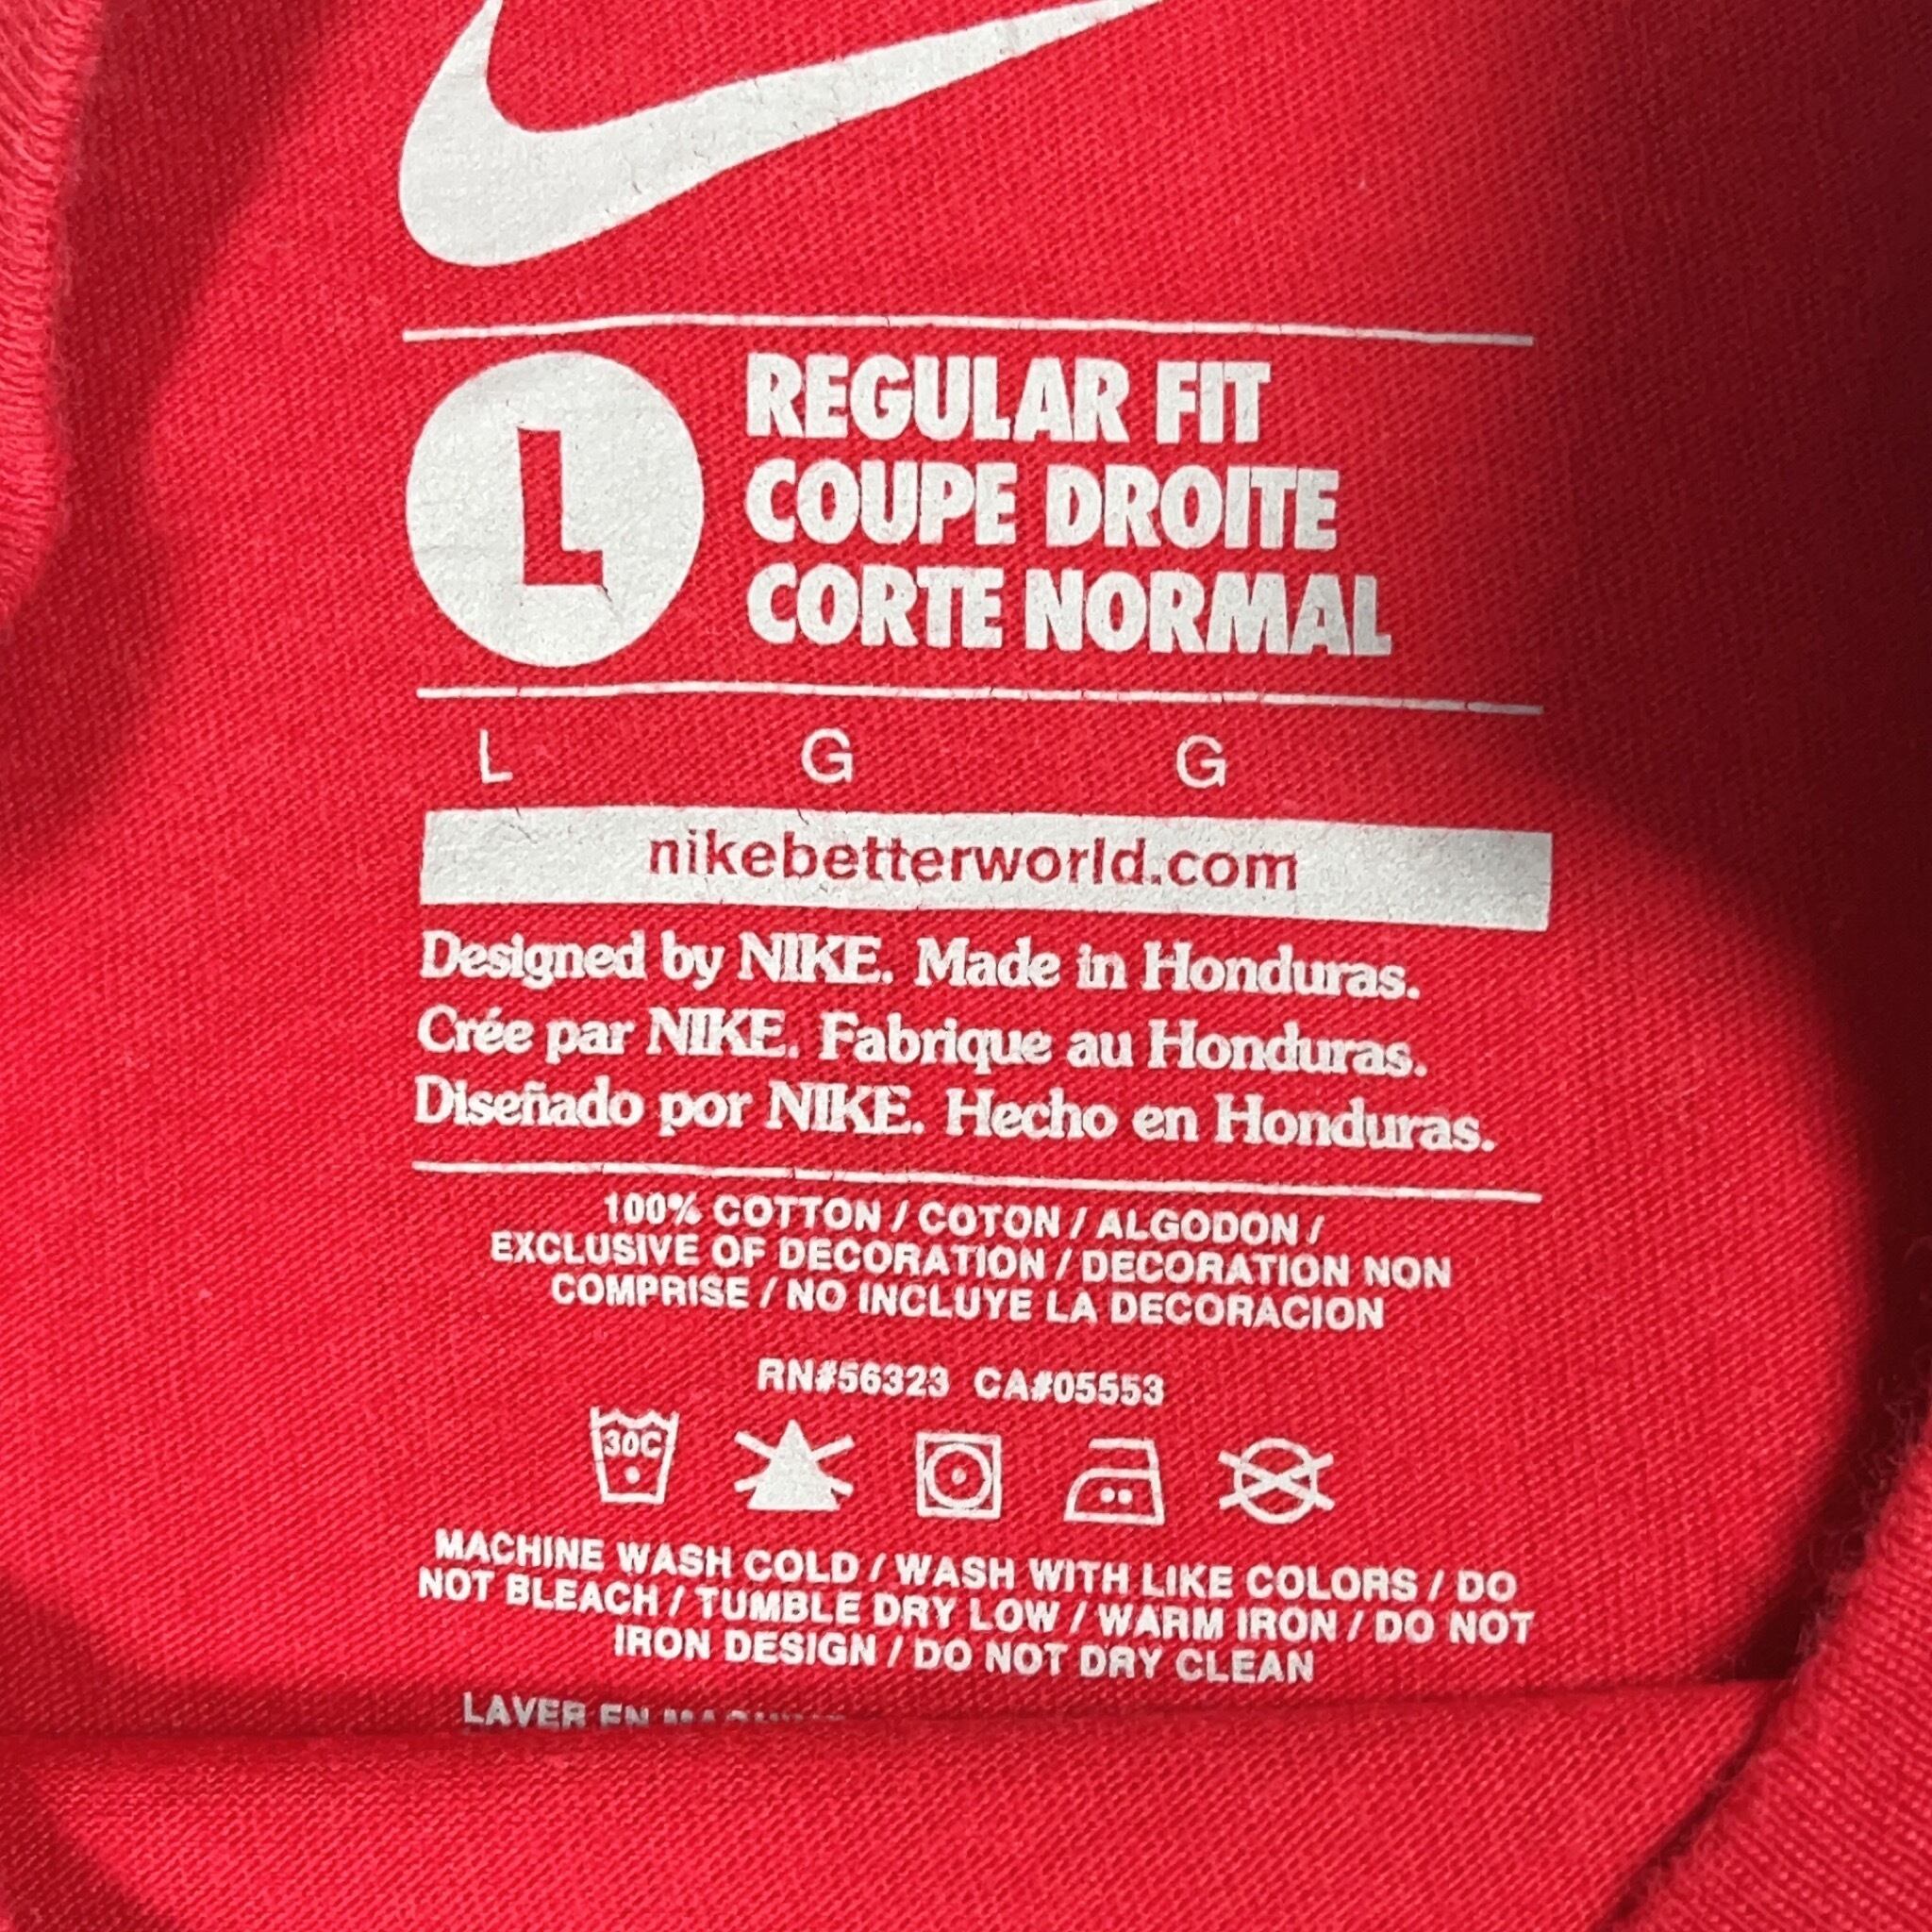 L
REGULAR FIT
COUPE DROITE
CORTE NORMAL
L G G
nikebetterworld.com
Designed by NIKE. Made in Honduras.
Crée par NIKE. Fabrique au Honduras.
Diseñado por NIKE. Hecho en Honduras.
100% COTTON / COTON / ALGODON /
EXCLUSIVE OF DECORATION / DECORATION NON
COMPRISE / NO INCLUYE LA DECORACION
RN#56323 CA#05553
30C
MACHINE WASH COLD / WASH WITH LIKE COLORS / DO
NOT BLEACH / TUMBLE DRY LOW / WARM IRON / DO NOT
IRON DESIGN / DO NOT DRY CLEAN
LAVER EN